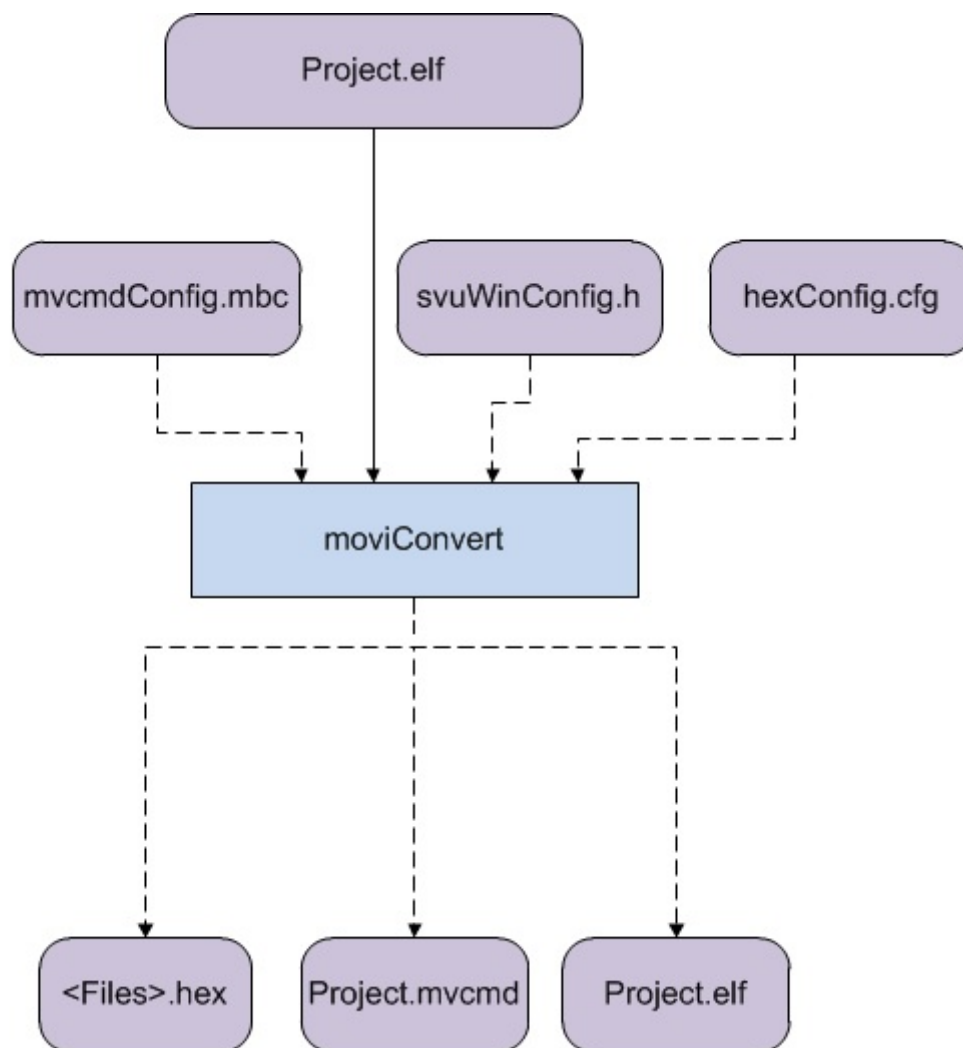 Project.elf
mvcmdConfig.mbc
svuWinConfig.h
hexConfig.cfg
moviConvert
<Files>.hex
Project.mvcmd
Project.elf